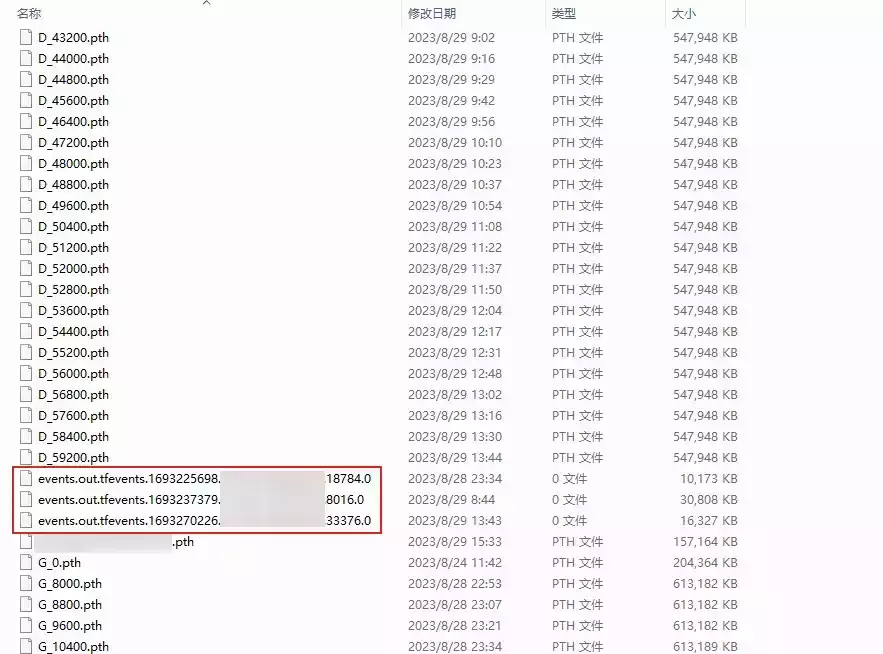 名称 修改日期 类型 大小
D_43200.pth 2023/8/29 9:02 PTH 文件 547,948 KB
D_44000.pth 2023/8/29 9:16 PTH 文件 547,948 KB
D_44800.pth 2023/8/29 9:29 PTH 文件 547,948 KB
D_45600.pth 2023/8/29 9:42 PTH 文件 547,948 KB
D_46400.pth 2023/8/29 9:56 PTH 文件 547,948 KB
D_47200.pth 2023/8/29 10:10 PTH 文件 547,948 KB
D_48000.pth 2023/8/29 10:23 PTH 文件 547,948 KB
D_48800.pth 2023/8/29 10:37 PTH 文件 547,948 KB
D_49600.pth 2023/8/29 10:54 PTH 文件 547,948 KB
D_50400.pth 2023/8/29 11:08 PTH 文件 547,948 KB
D_51200.pth 2023/8/29 11:22 PTH 文件 547,948 KB
D_52000.pth 2023/8/29 11:37 PTH 文件 547,948 KB
D_52800.pth 2023/8/29 11:50 PTH 文件 547,948 KB
D_53600.pth 2023/8/29 12:04 PTH 文件 547,948 KB
D_54400.pth 2023/8/29 12:17 PTH 文件 547,948 KB
D_55200.pth 2023/8/29 12:31 PTH 文件 547,948 KB
D_56000.pth 2023/8/29 12:48 PTH 文件 547,948 KB
D_56800.pth 2023/8/29 13:02 PTH 文件 547,948 KB
D_57600.pth 2023/8/29 13:16 PTH 文件 547,948 KB
D_58400.pth 2023/8/29 13:30 PTH 文件 547,948 KB
D_59200.pth 2023/8/29 13:44 PTH 文件 547,948 KB
events.out.tfevents.1693225698. .18784.0 2023/8/28 23:34 0 文件 10,173 KB
events.out.tfevents.1693237379. 8016.0 2023/8/29 8:44 0 文件 30,808 KB
events.out.tfevents.1693270226. .33376.0 2023/8/29 13:43 0 文件 16,327 KB
.pth 2023/8/29 15:33 PTH 文件 157,164 KB
G_0.pth 2023/8/24 11:42 PTH 文件 204,364 KB
G_8000.pth 2023/8/28 22:53 PTH 文件 613,182 KB
G_8800.pth 2023/8/28 23:07 PTH 文件 613,182 KB
G_9600.pth 2023/8/28 23:21 PTH 文件 613,182 KB
G_10400.pth 2023/8/28 23:34 PTH 文件 613,189 KB